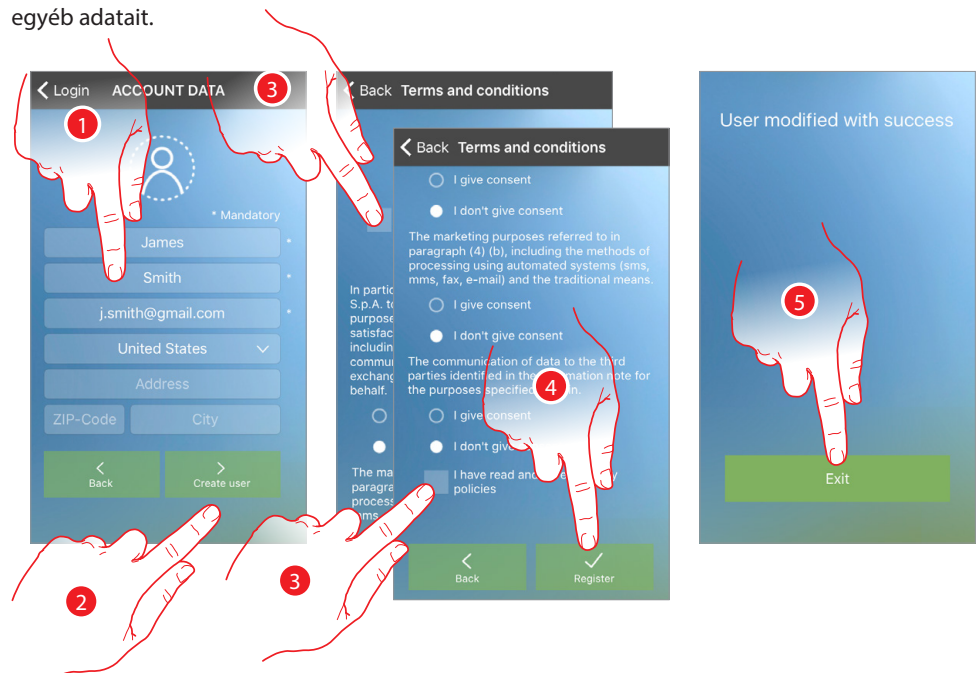 egyéb adatait.
Login ACCOUNT DATA
3
1
* Mandatory
James *
Smith *
j.smith@gmail.com *
United States
Address
ZIP-Code City
Back Create user
2
Back Terms and conditions
In partic
S.p.A. to
purpose
satisfac
includin
commun
exchang
behalf.
The ma
paragra
process
mms
3
Back Terms and conditions
I give consent
I don't give consent
The marketing purposes referred to in
paragraph (4) (b), including the methods of
processing using automated systems (sms,
mms, fax, e-mail) and the traditional means.
I give consent
I don't give consent
The communication of data to the third
parties identified in the information note for
the purposes specified in.
4
I give consent
I don't giv
I have read and
policies
Back Register
User modified with success
5
Exit